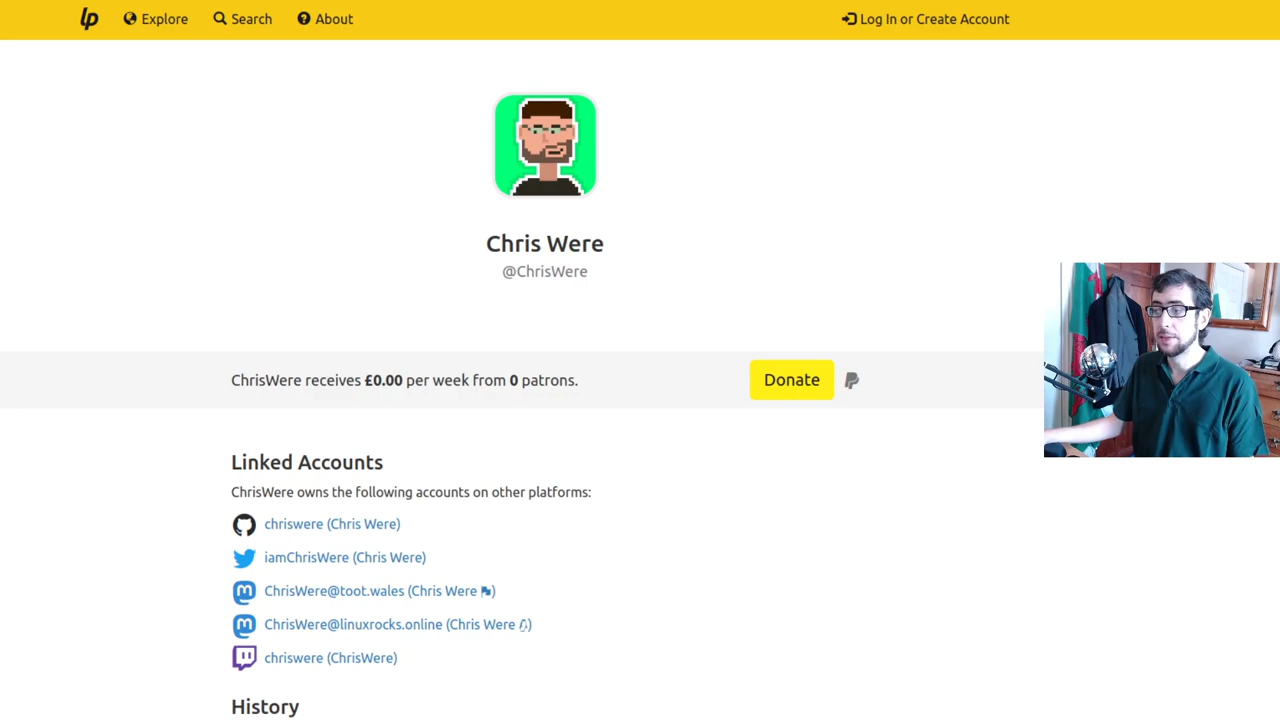 lp Explore Search About Log In or Create Account
Chris Were
@ChrisWere
ChrisWere receives £0.00 per week from 0 patrons. Donate
Linked Accounts
ChrisWere owns the following accounts on other platforms:
chriswere (Chris Were)
iamChrisWere (Chris Were)
ChrisWere@toot.wales (Chris Were)
ChrisWere@linuxrocks.online (Chris Were)
chriswere (ChrisWere)
History